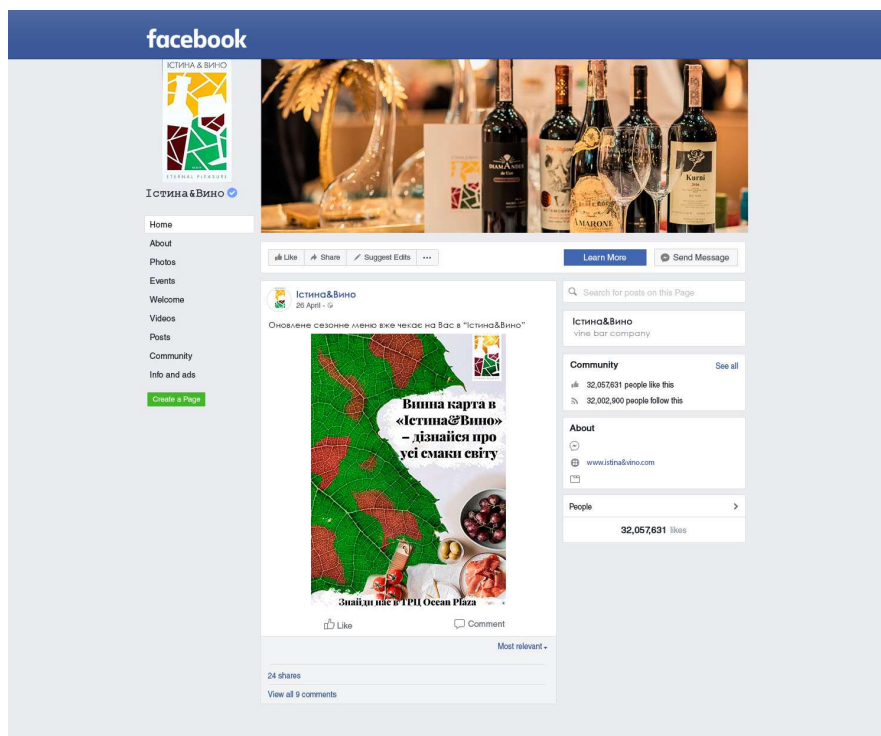 facebook
ІСТИНА & ВИНО
ETERNAL PLEASURE
Істина&Вино
Home
About
Photos
Events
Welcome
Videos
Posts
Community
Info and ads
Create a Page
DIAMANDES
de Uco
AMARONE
Kurni
Like
Share
Suggest Edits
Learn More
Send Message
Істина&Вино
26 April
Оновлене сезонне меню вже чекає на Вас в "Істина&Вино"
Винна карта в
«Істина&Вино»
– дізнайся про
усі смаки світу
Знайди нас в ТРЦ Ocean Plaza
Like
Comment
Most relevant
24 shares
View all 9 comments
Search for posts on this Page
Істина&Вино
vine bar company
Community
See all
32,057,631 people like this
32,002,900 people follow this
About
www.istina&vino.com
People
32,057,631 likes